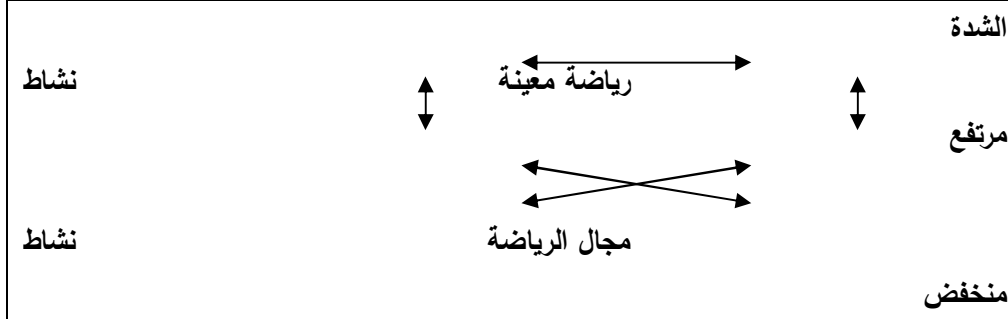 الشدة
رياضة معينة نشاط
مرتفع
مجال الرياضة نشاط
منخفض